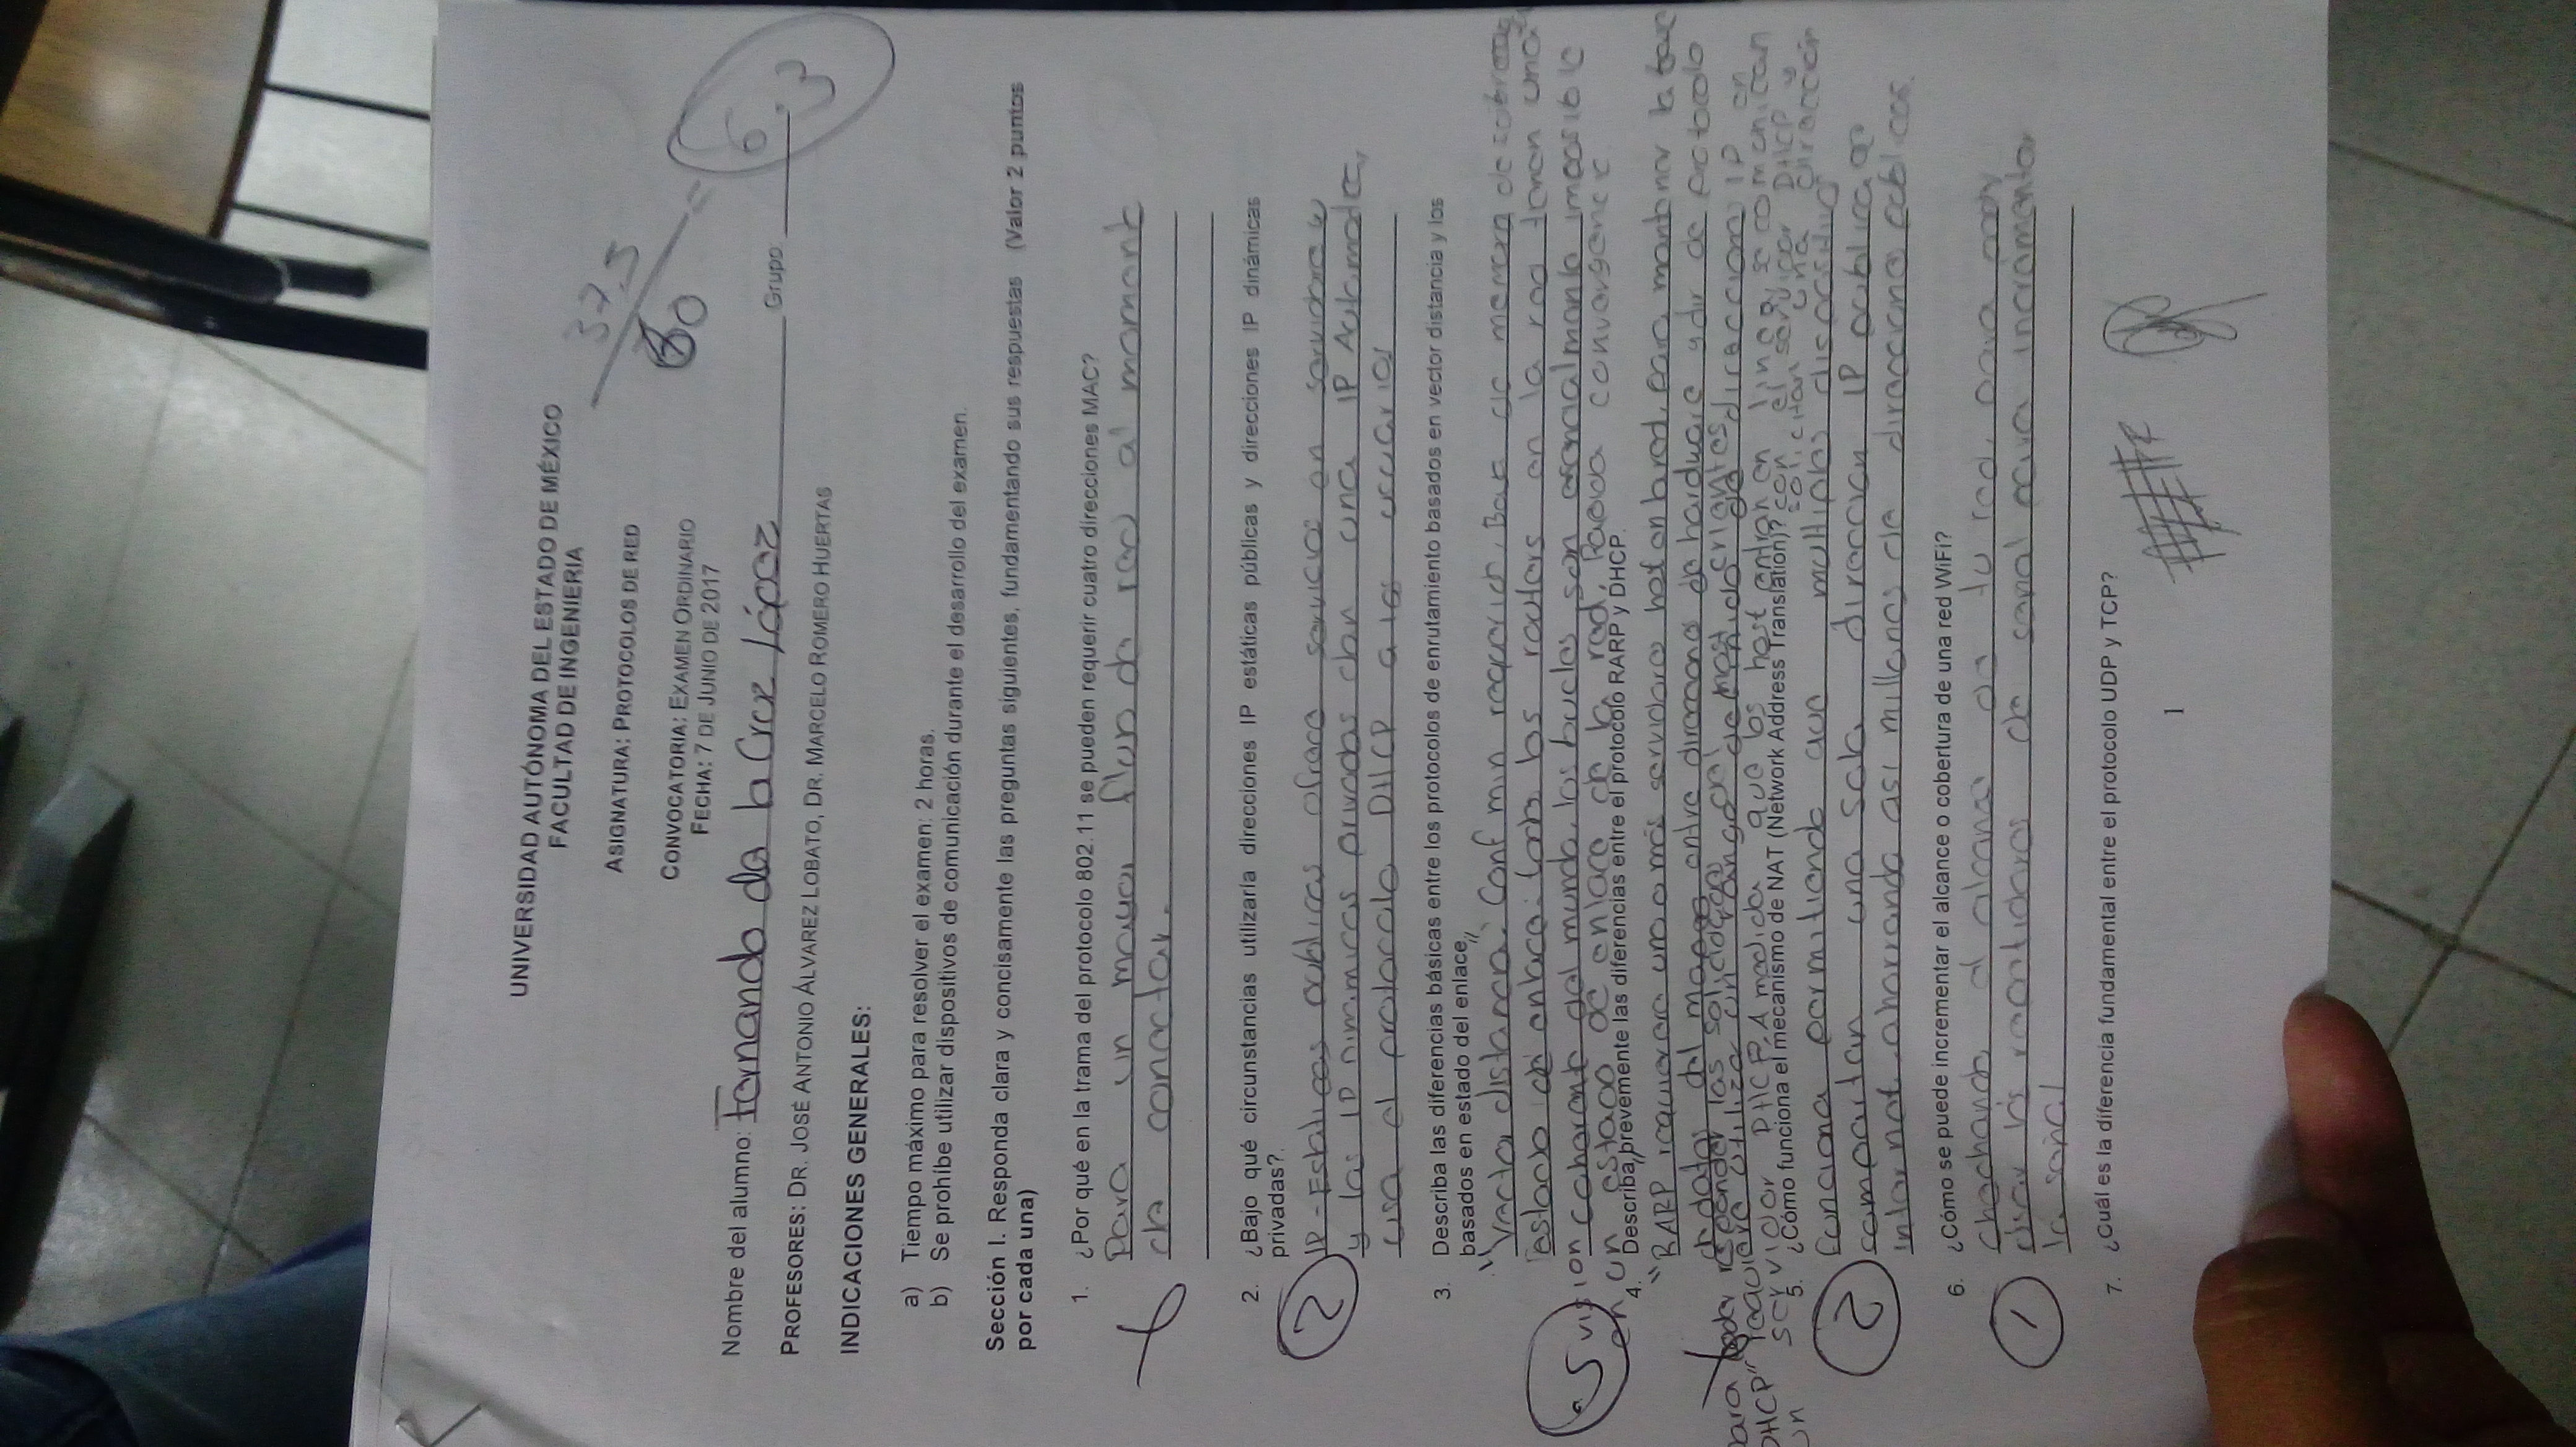 UNIVERSIDAD AUTÓNOMA DEL ESTADO DE MÉXICO
FACULTAD DE INGENIERIA
ASIGNATURA: PROTOCOLOS DE RED
37.5
60
= 6.3
CONVOCATORIA: EXAMEN ORDINARIO
FECHA: 7 DE JUNIO DE 2017
Nombre del alumno: Fernando de la Cruz López Grupo
PROFESORES: DR. JOSÉ ANTONIO ÁLVAREZ LOBATO, DR. MARCELO ROMERO HUERTAS
INDICACIONES GENERALES:
a) Tiempo máximo para resolver el examen: 2 horas.
b) Se prohíbe utilizar dispositivos de comunicación durante el desarrollo del examen.
Sección I. Responda clara y concisamente las preguntas siguientes, fundamentando sus respuestas (Valor 2 puntos
por cada una)
1. ¿Por qué en la trama del protocolo 802.11 se pueden requerir cuatro direcciones MAC?
Para un mayor flujo de red al momento
de conectar.
2. ¿Bajo qué circunstancias utilizaría direcciones IP estáticas públicas y direcciones IP dinámicas
privadas?.
2
IP - Estaticas publicas ofrece servicios en servidores
y las IP Dinamicas privadas dan una IP
usa el protocolo DHCP a los usuarios
3. Describa las diferencias básicas entre los protocolos de enrutamiento basados en vector distancia y los
basados en estado del enlace
"Vector distancia": Conf min de memoria
estado de enlace: todos los routers en la red tienen una
.5
vision coherente del mundo, los bucles son esencialmente imposible
en un estado de enlace de la red. Rapida convergencia
4. Describa brevemente las diferencias entre el protocolo RARP y DHCP.
"RARP requiere uno o más servidores host en la red, para mantener la base
de datos del mapeo entre direcciones de hardware y dir de protocolo
para poder responder las solicitudes de host clientes
DHCP" requiere utiliza un rango definido de direccion IP en
un servidor DHCP. A medida que los host entran en linea, se comunican
con el servidor DHCP y
solicitan una dirección
5. ¿Cómo funciona el mecanismo de NAT (Network Address Translation)?
funciona permitiendo que multiples dispositivos
2
compartan una sola direccion IP publica de
internet ahorrando asi millones de direcciones publicas
6. ¿Cómo se puede incrementar el alcance o cobertura de una red WiFi?
chechando el alcance de tu red, para poder
1
usar los repetidores de señal para incrementar
la señal
7. ¿Cuál es la diferencia fundamental entre el protocolo UDP y TCP?
1